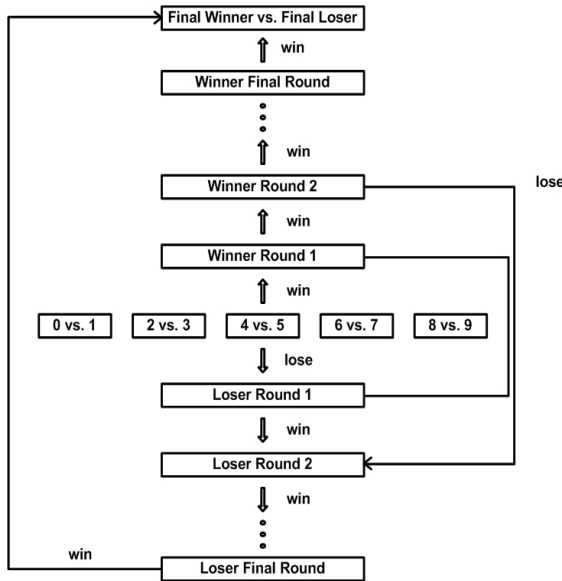 Final Winner vs. Final Loser
win
Winner Final Round
win
Winner Round 2
lose
win
Winner Round 1
win
0 vs. 1 2 vs. 3 4 vs. 5 6 vs. 7 8 vs. 9
lose
Loser Round 1
win
Loser Round 2
win
win
Loser Final Round